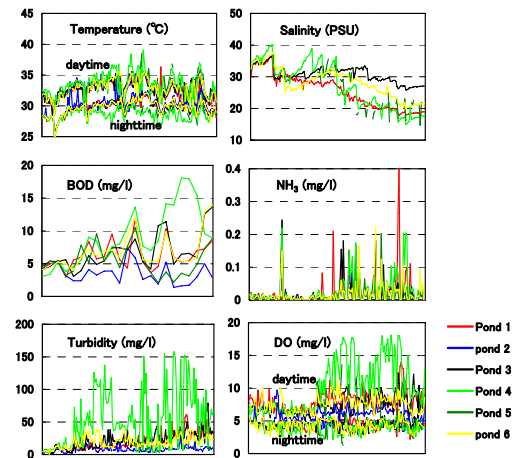 Temperature (°C)
45
40
35
30
25
daytime
nighttime
Salinity (PSU)
50
40
30
20
10
BOD (mg/l)
20
15
10
5
0
NH3 (mg/l)
0.4
0.3
0.2
0.1
0
Turbidity (mg/l)
200
150
100
50
0
DO (mg/l)
20
15
10
5
0
daytime
nighttime
Pond 1
pond 2
Pond 3
Pond 4
Pond 5
pond 6